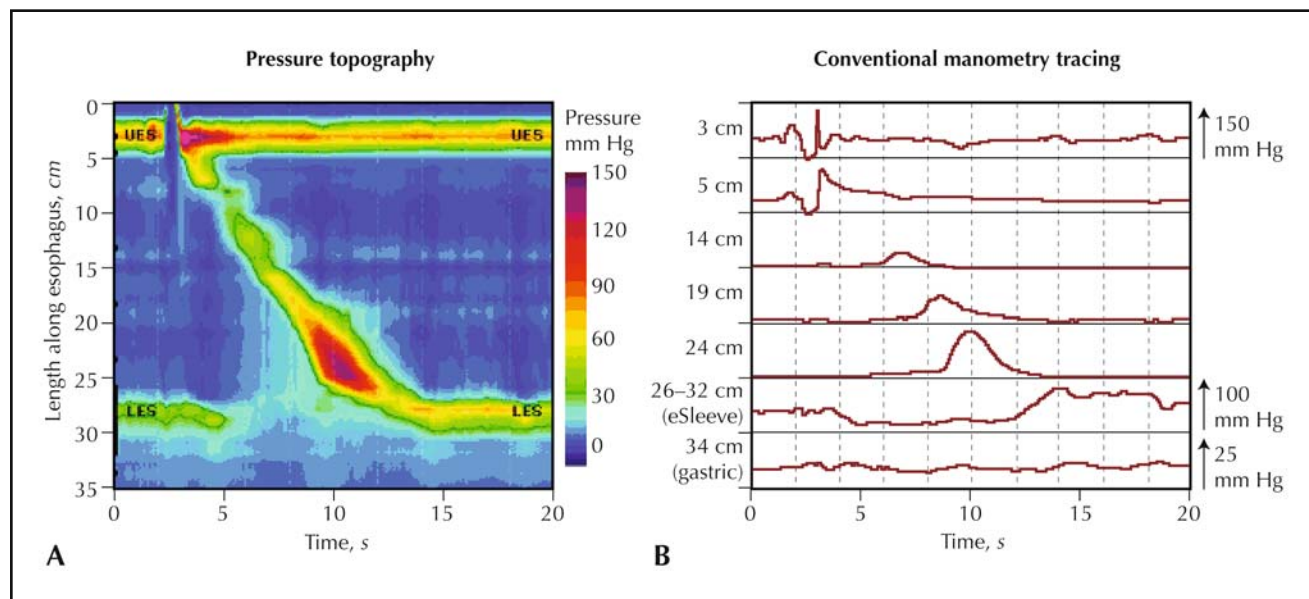 Pressure topography
Conventional manometry tracing
0
5
10
15
20
25
30
35
Length along esophagus, cm
UES
UES
LES
LES
0
5
10
15
20
Time, s
A
Pressure
mm Hg
150
120
90
60
30
0
3 cm
5 cm
14 cm
19 cm
24 cm
26–32 cm
(eSleeve)
34 cm
(gastric)
150
mm Hg
100
mm Hg
25
mm Hg
0
5
10
15
20
Time, s
B